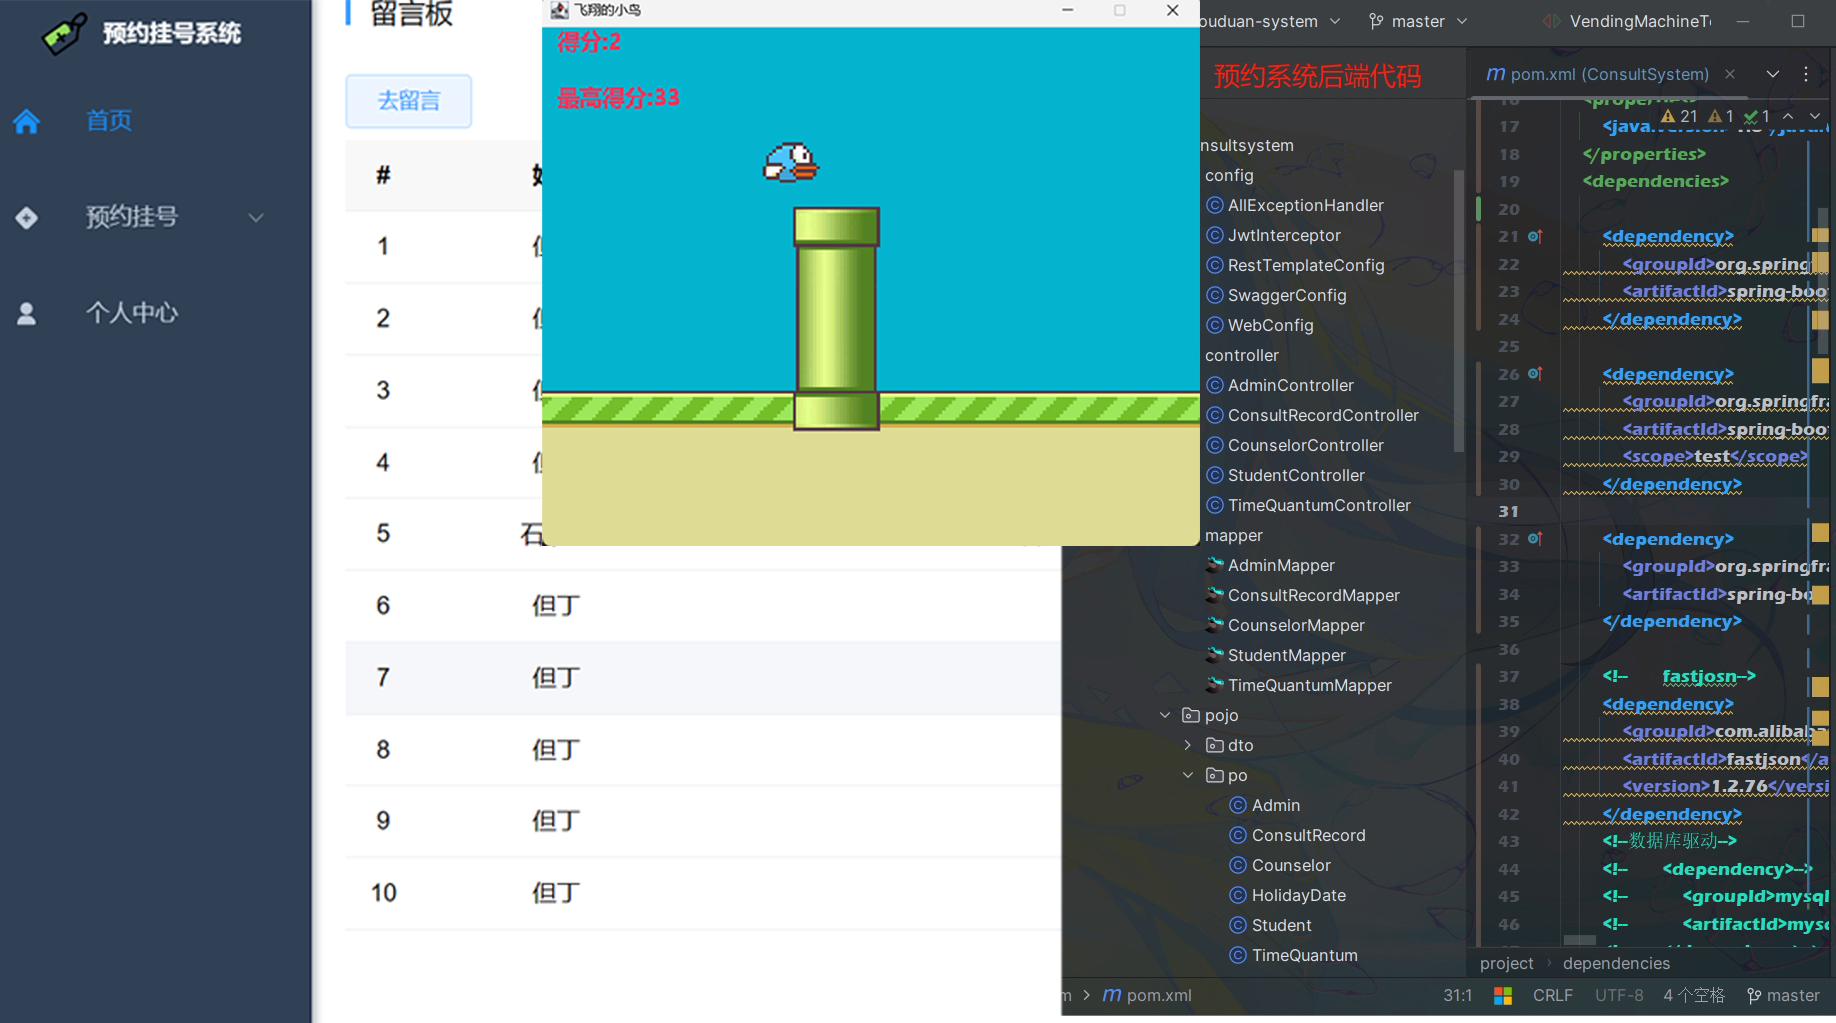 预约挂号系统
首页
预约挂号
个人中心
留言板
去留言
#
1
2
3
4
5 石
6 但丁
7 但丁
8 但丁
9 但丁
10 但丁
飞翔的小鸟
得分:2
最高得分:33
ouduan-system
master
VendingMachineT
预约系统后端代码
pom.xml (ConsultSystem)
21 1 1
nsultsystem
config
AllExceptionHandler
JwtInterceptor
RestTemplateConfig
SwaggerConfig
WebConfig
controller
AdminController
ConsultRecordController
CounselorController
StudentController
TimeQuantumController
mapper
AdminMapper
ConsultRecordMapper
CounselorMapper
StudentMapper
TimeQuantumMapper
pojo
dto
po
Admin
ConsultRecord
Counselor
HolidayDate
Student
TimeQuantum
17 <java.version>
18 </properties>
19 <dependencies>
20
21 <dependency>
22 <groupId>org.spring
23 <artifactId>spring-boo
24 </dependency>
25
26 <dependency>
27 <groupId>org.springfra
28 <artifactId>spring-boo
29 <scope>test</scope>
30 </dependency>
31
32 <dependency>
33 <groupId>org.springfra
34 <artifactId>spring-bo
35 </dependency>
36
37 <!-- fastjosn-->
38 <dependency>
39 <groupId>com.alibaba
40 <artifactId>fastjson</a
41 <version>1.2.76</versi
42 </dependency>
43 <!--数据库驱动-->
44 <!-- <dependency>-->
45 <!-- <groupId>mysql
46 <!-- <artifactId>mysq
project › dependencies
m > pom.xml
31:1 CRLF UTF-8 4 个空格 master